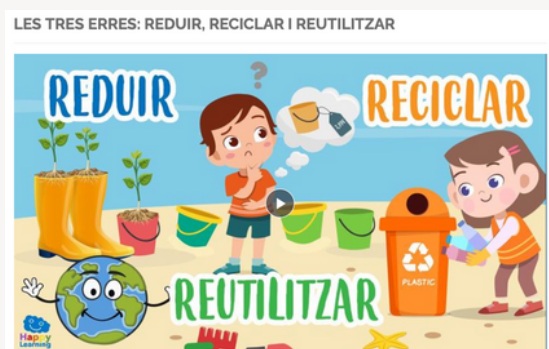 LES TRES ERRES: REDUIR, RECICLAR I REUTILITZAR
REDUIR
?
RECICLAR
PLASTIC
REUTILITZAR
Happy
Learning